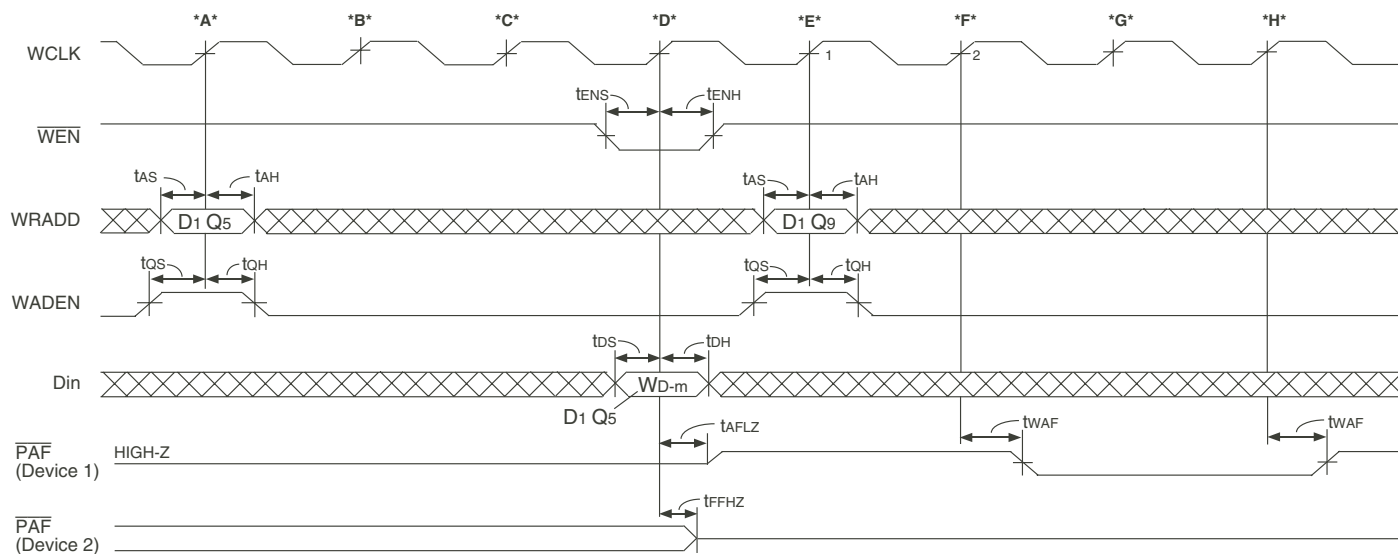 *A* *B* *C* *D* *E* *F* *G* *H*
WCLK 1 2
tENS tENH
WEN
tAS tAH tAS tAH
WRADD D1 Q5 D1 Q9
tQS tQH tQS tQH
WADEN
tDS tDH
Din WD-m
D1 Q5
tAFLZ tWAF tWAF
PAF HIGH-Z
(Device 1)
tFFHZ
PAF
(Device 2)